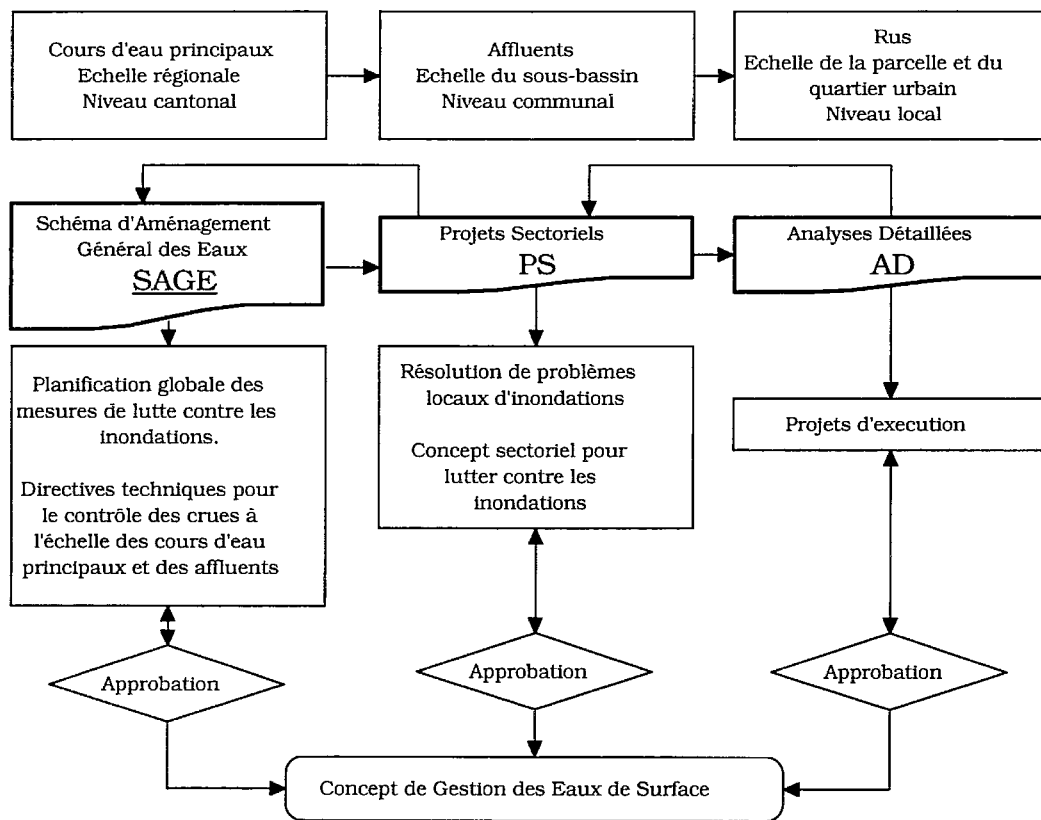 Cours d'eau principaux
Echelle régionale
Niveau cantonal
Affluents
Echelle du sous-bassin
Niveau communal
Rus
Echelle de la parcelle et du
quartier urbain
Niveau local
Schéma d'Aménagement
Général des Eaux
SAGE
Projets Sectoriels
PS
Analyses Détaillées
AD
Planification globale des
mesures de lutte contre les
inondations.
Directives techniques pour
le contrôle des crues à
l'échelle des cours d'eau
principaux et des affluents
Résolution de problèmes
locaux d'inondations
Concept sectoriel pour
lutter contre les
inondations
Projets d'execution
Approbation
Approbation
Approbation
Concept de Gestion des Eaux de Surface